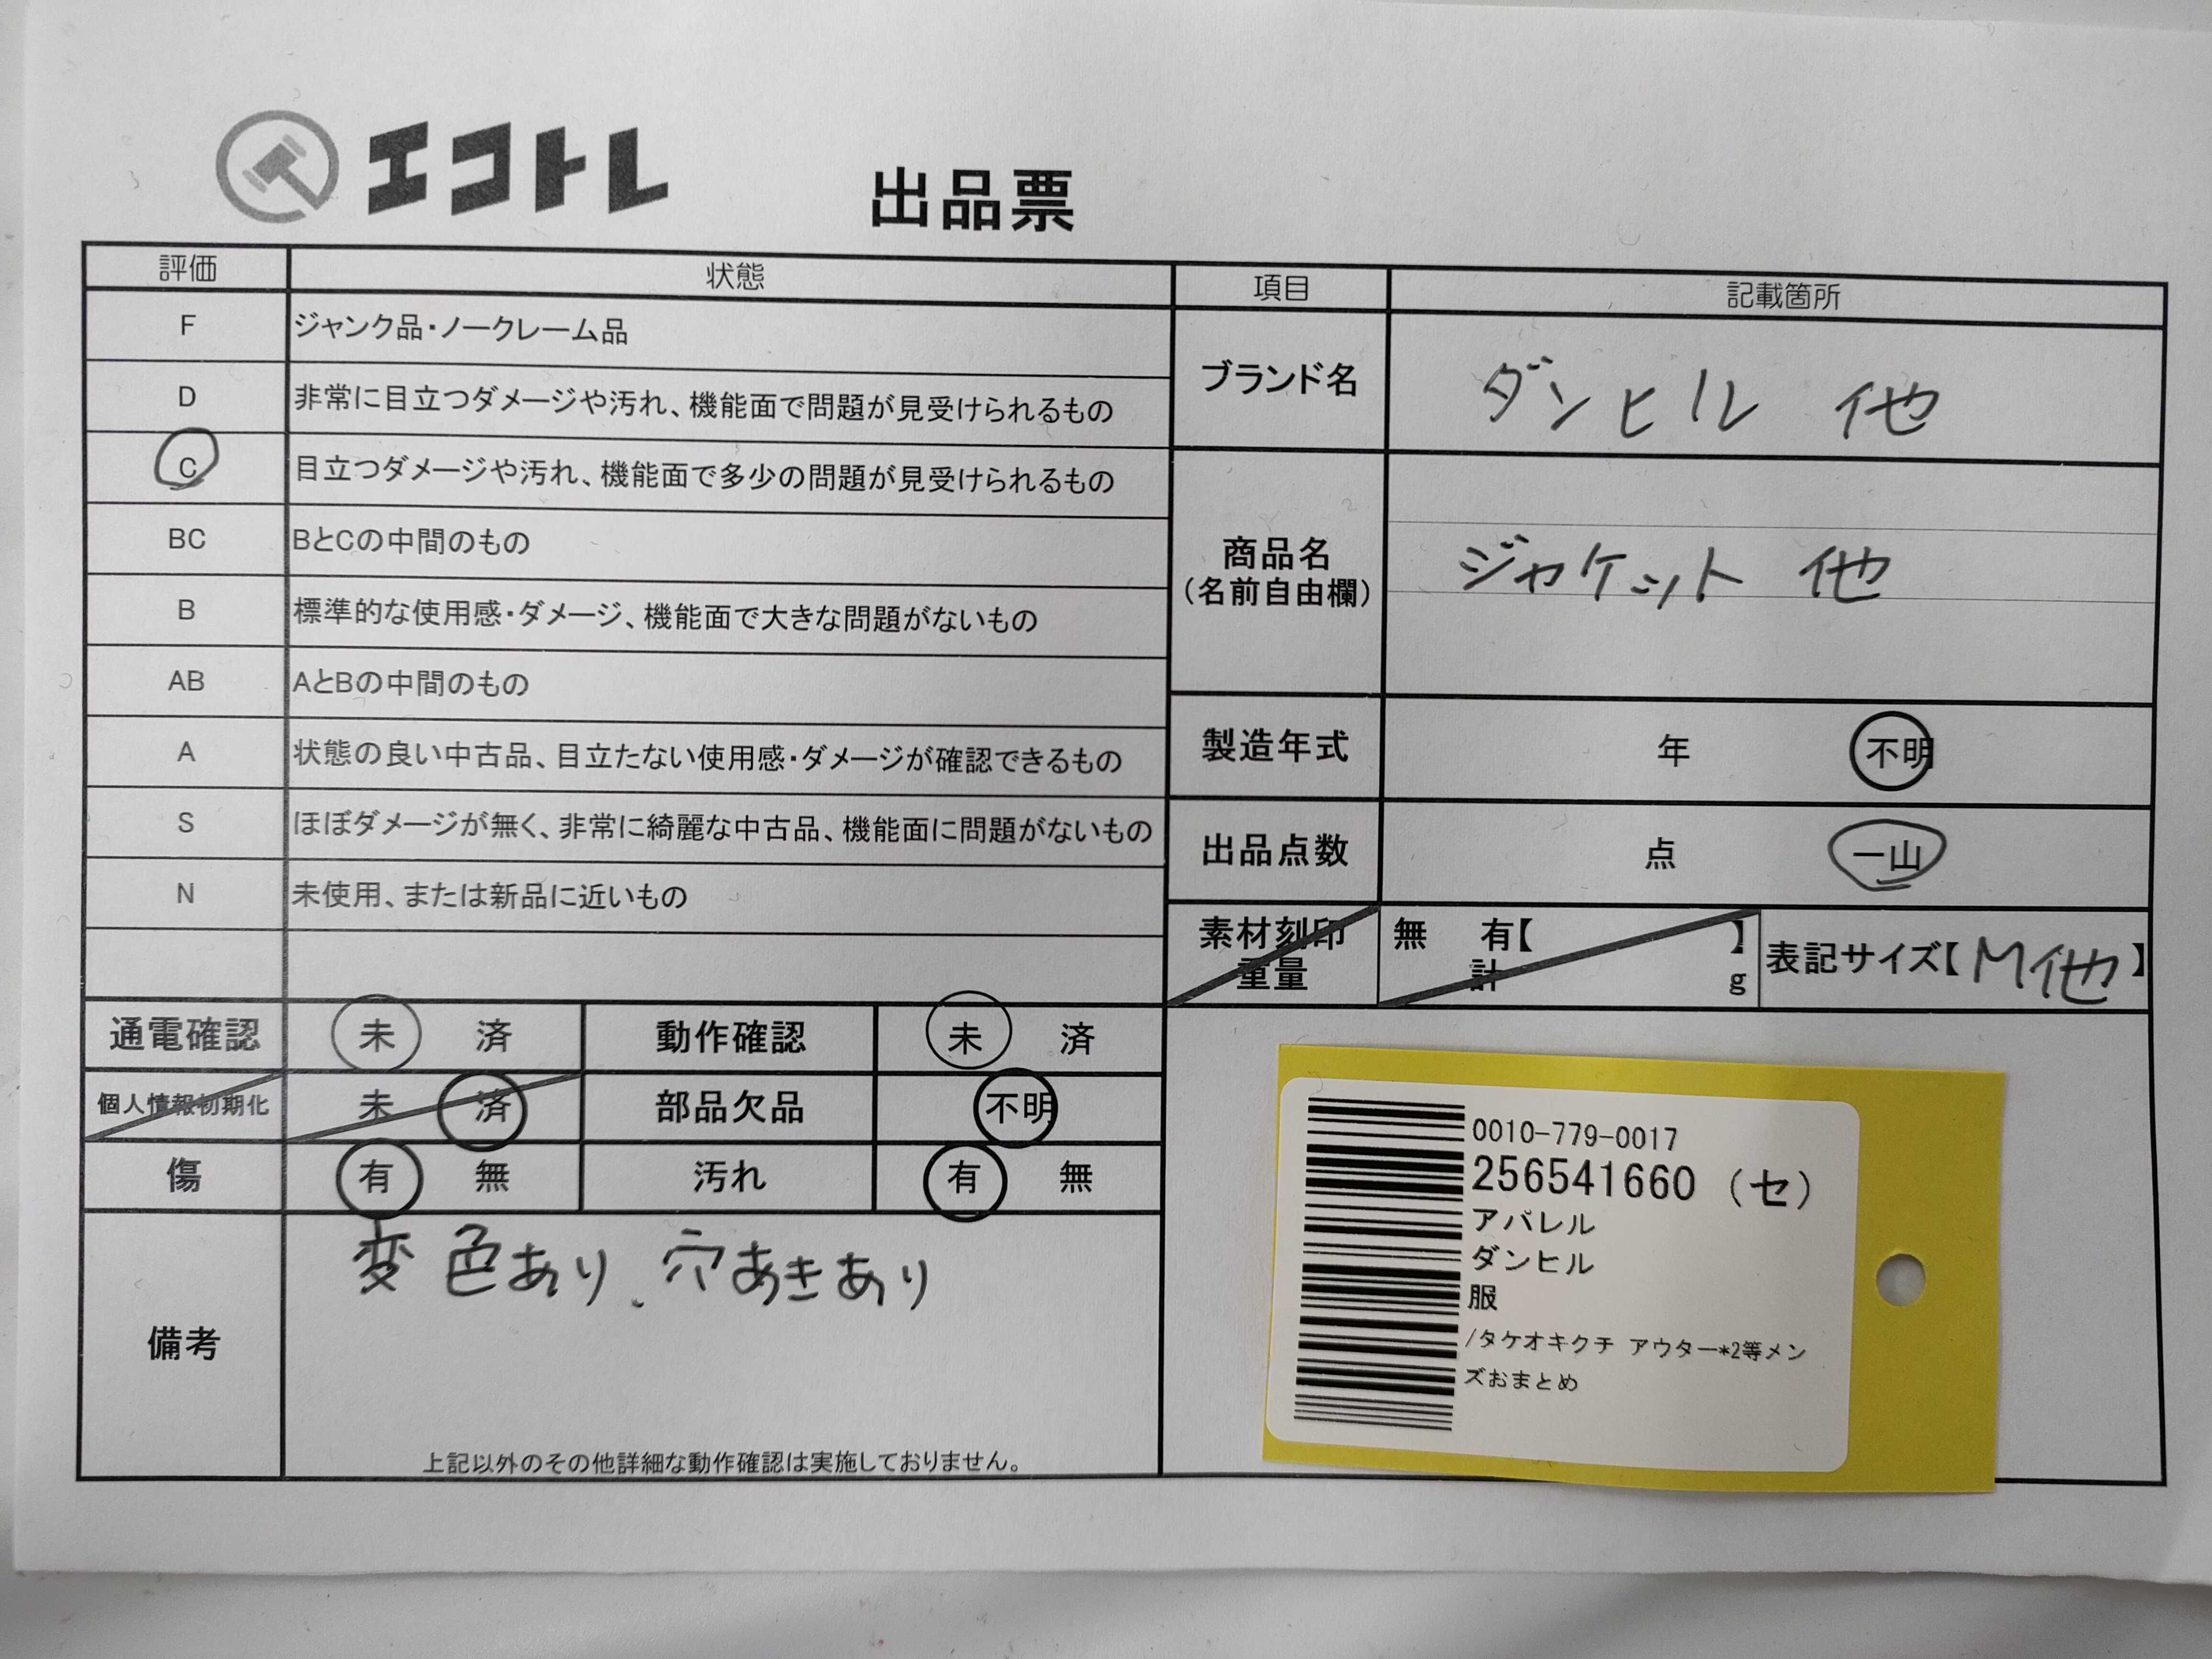 エコトレ
出品票
評価 状態
F ジャンク品・ノークレーム品
D 非常に目立つダメージや汚れ、機能面で問題が見受けられるもの
C 目立つダメージや汚れ、機能面で多少の問題が見受けられるもの
BC BとCの中間のもの
B 標準的な使用感・ダメージ、機能面で大きな問題がないもの
AB AとBの中間のもの
A 状態の良い中古品、目立たない使用感・ダメージが確認できるもの
S ほぼダメージが無く、非常に綺麗な中古品、機能面に問題がないもの
N 未使用、または新品に近いもの
項目 記載箇所
ブランド名 ダンヒル 他
商品名
(名前自由欄)
ジャケット 他
製造年式 年 不明
出品点数 点 一山
素材刻印 無 有【 】
重量 計 g
表記サイズ【M他】
通電確認 未 済 動作確認 未 済
個人情報初期化 未 済 部品欠品 不明
傷 有 無 汚れ 有 無
備考
変色あり、穴あきあり
上記以外のその他詳細な動作確認は実施しておりません。
0010-779-0017
256541660 (セ)
アパレル
ダンヒル
服
/タケオキクチ アウター*2等メン
ズおまとめ